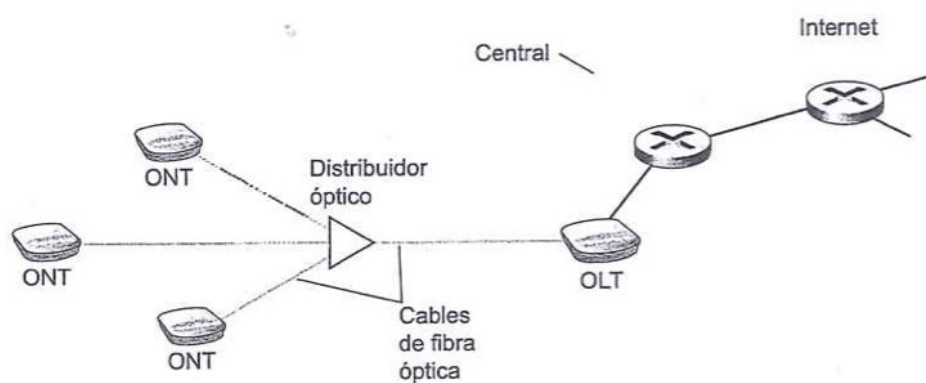 Internet
Central
ONT
Distribuidor
óptico
ONT
OLT
ONT
Cables
de fibra
óptica